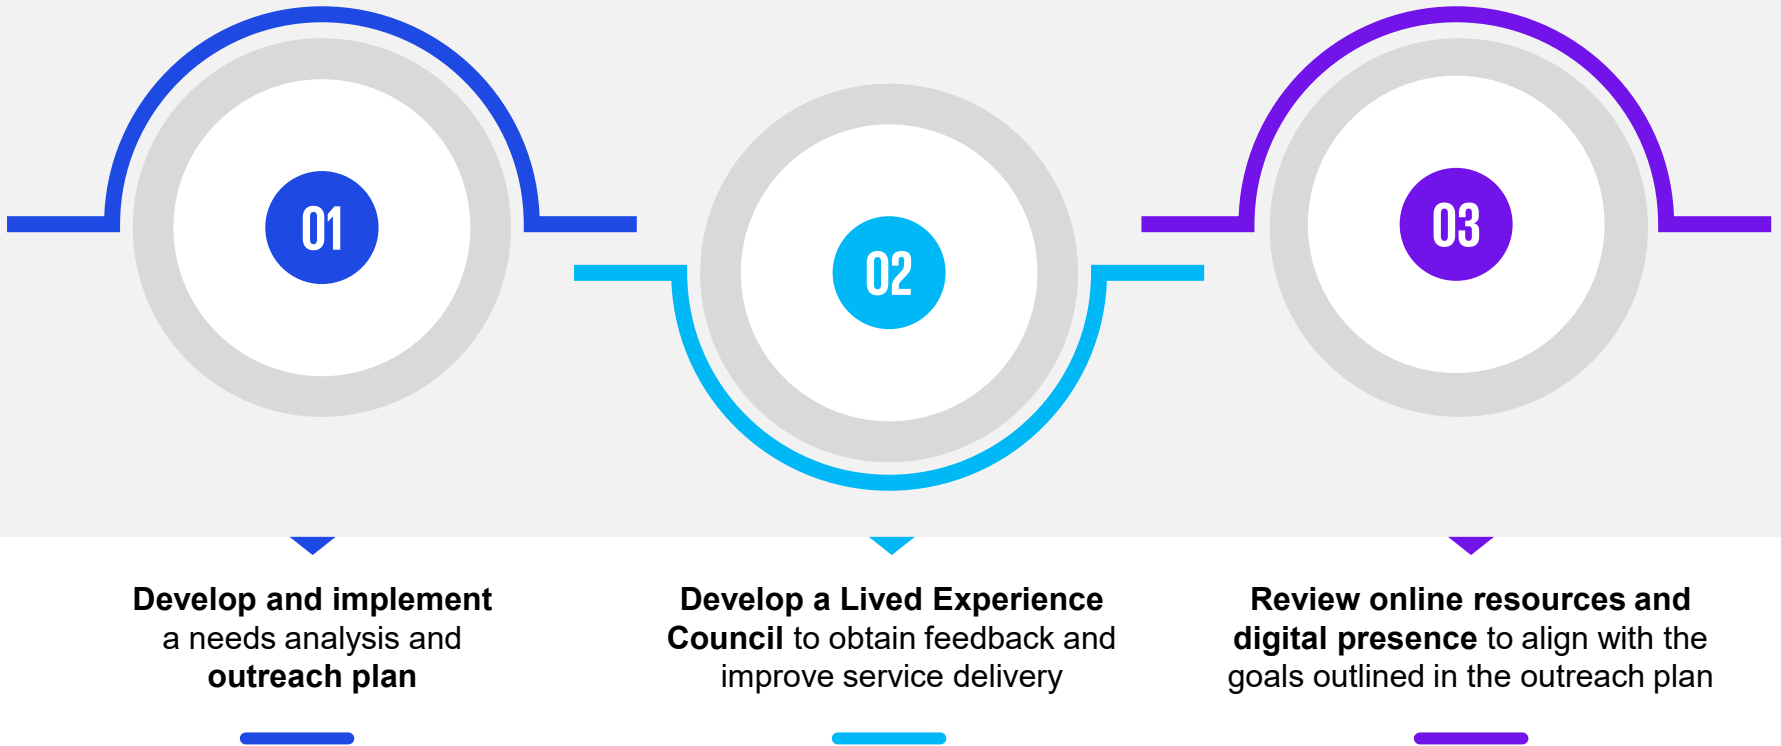 01
02
03
Develop and implement
a needs analysis and
outreach plan
Develop a Lived Experience
Council to obtain feedback and
improve service delivery
Review online resources and
digital presence to align with the
goals outlined in the outreach plan